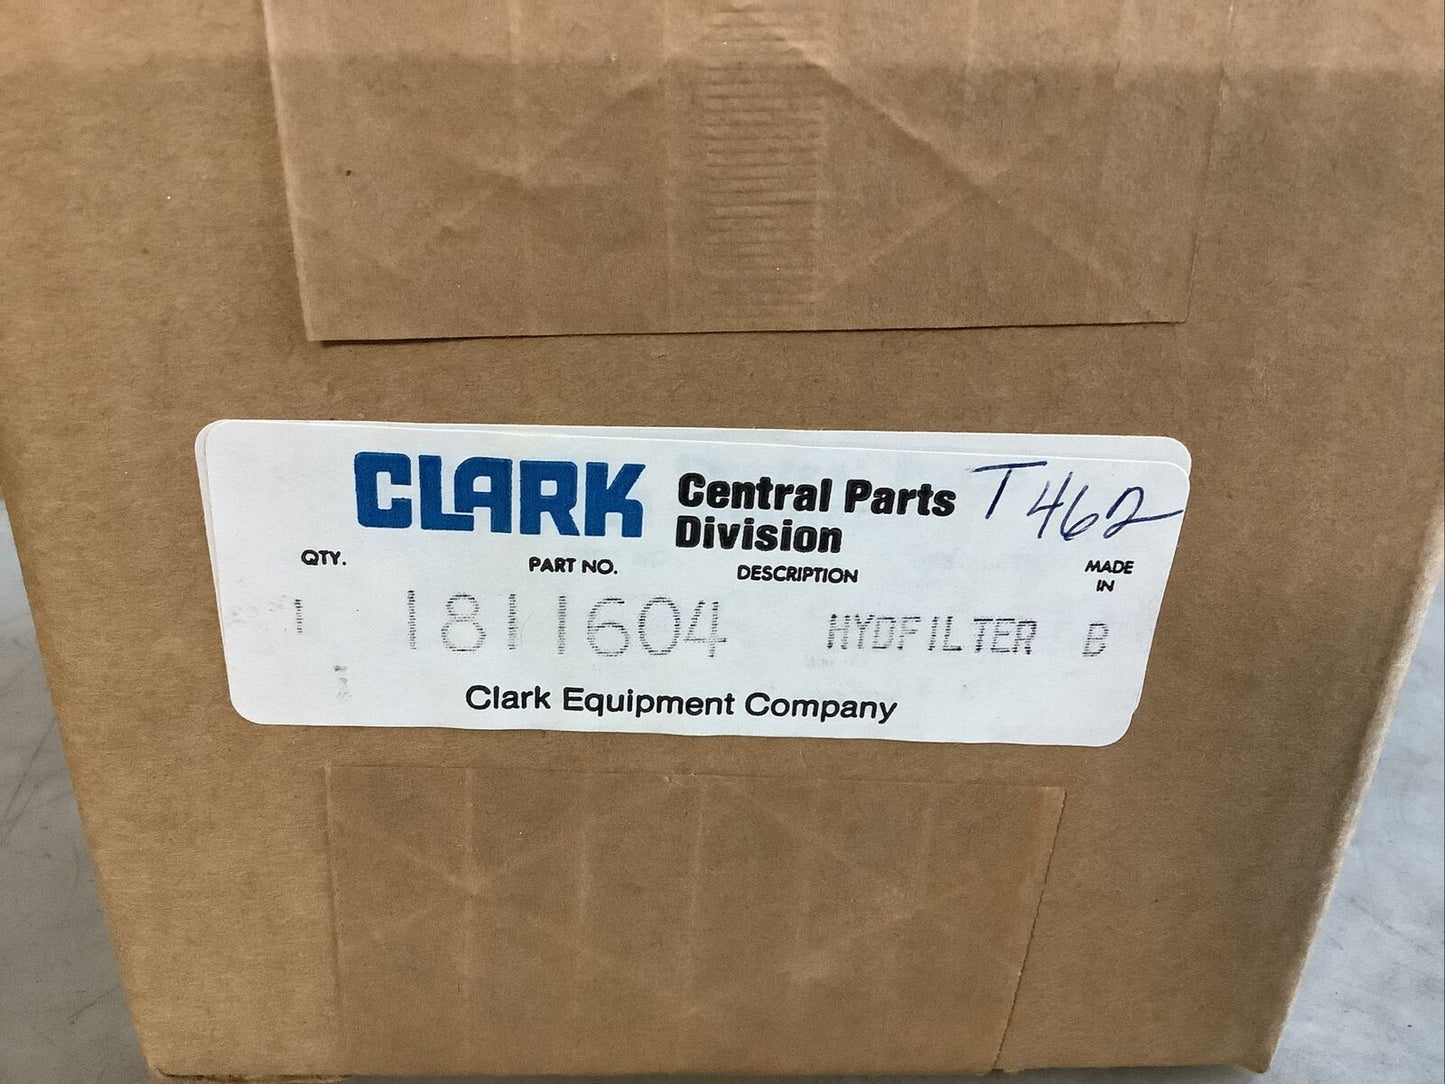 CLARK Central Parts T462
Division
QTY. PART NO. DESCRIPTION MADE IN
1 1811604 HYDFILTER B
Clark Equipment Company